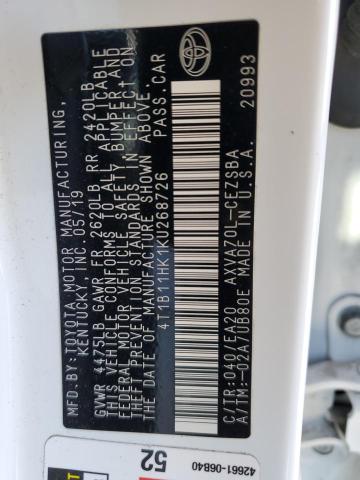 MFD. BY: TOYOTA MOTOR MANUFACTURING,
KENTUCKY, INC. 05/19
GVWR 4475LB GAWR FR 2620LB RR 2420LB
THIS VEHICLE CONFORMS TO ALL APPLICABLE
FEDERAL MOTOR VEHICLE SAFETY, BUMPER, AND
THEFT PREVENTION STANDARDS IN EFFECT ON
THE DATE OF MANUFACTURE SHOWN ABOVE.
4T1B11HK1KU268726 PASS.CAR
C/TR:040/EA20 AXVA70L-CEZSBA
A/TM:-02A/UB80E MADE IN U.S.A.
20993
52
42661-06B40